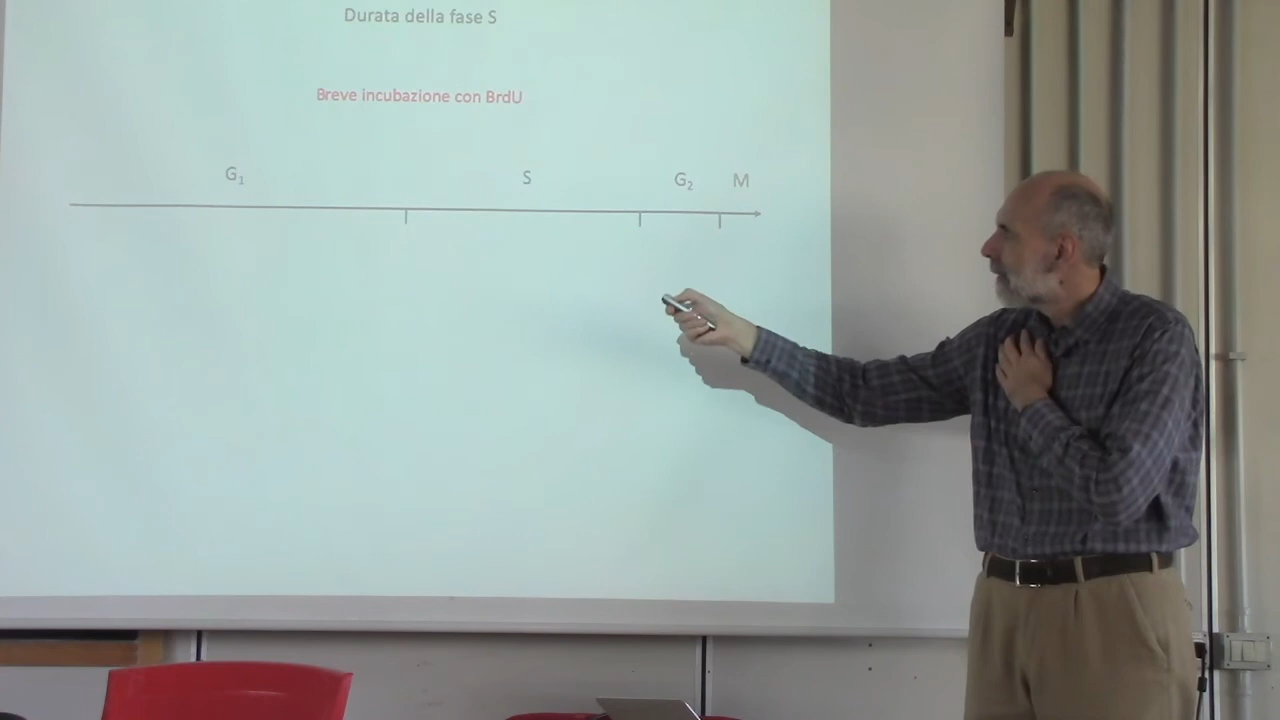 Durata della fase S
Breve incubazione con BrdU
G₁ S G₂ M